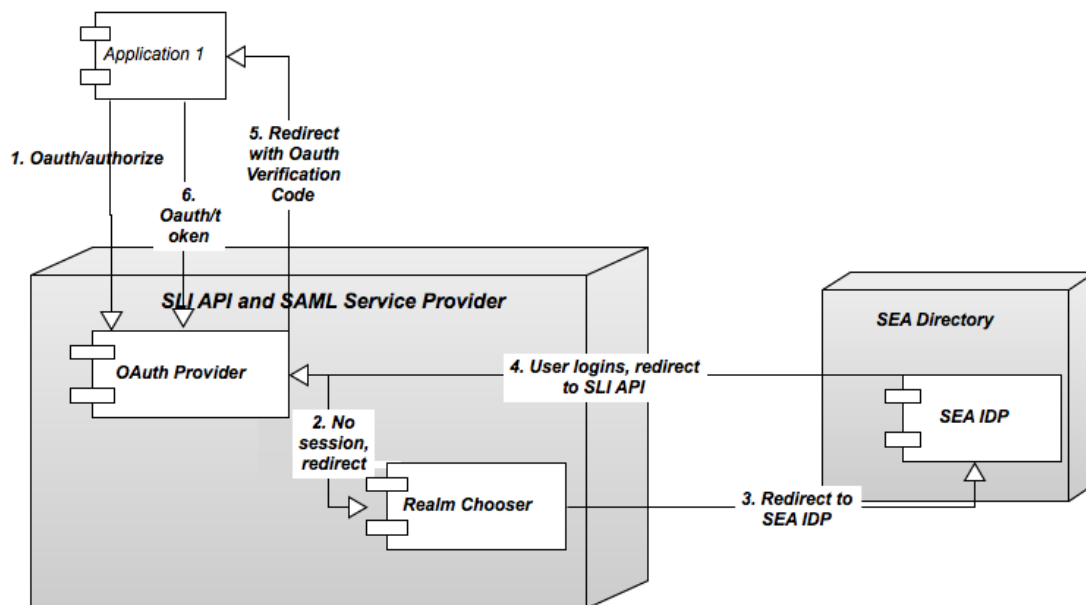 Application 1
1. Oauth/authorize
5. Redirect
with Oauth
Verification
Code
6.
Oauth/t
oken
SLI API and SAML Service Provider
OAuth Provider
SEA Directory
4. User logins, redirect
to SLI API
SEA IDP
2. No
session,
redirect
Realm Chooser
3. Redirect to
SEA IDP